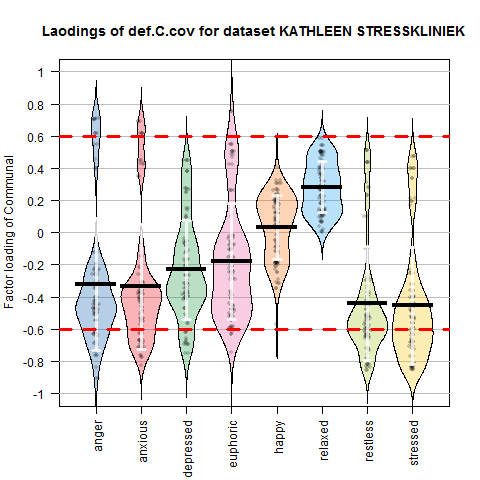 Laodings of def.C.cov for dataset KATHLEEN STRESSKLINIEK
Factor loading of Communal
1
0.8
0.6
0.4
0.2
0
-0.2
-0.4
-0.6
-0.8
-1
anger
anxious
depressed
euphoric
happy
relaxed
restless
stressed